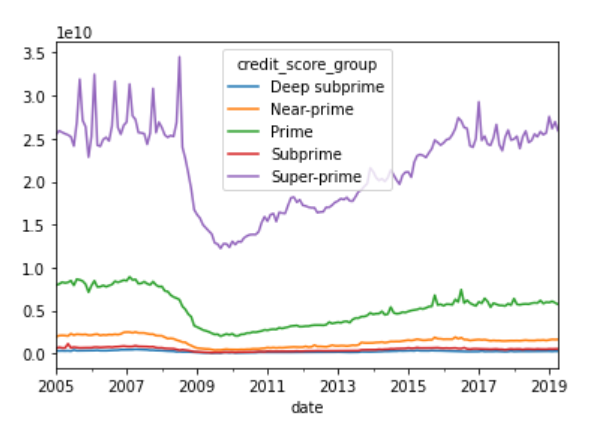 1e10
3.5
3.0
2.5
2.0
1.5
1.0
0.5
0.0
credit_score_group
Deep subprime
Near-prime
Prime
Subprime
Super-prime
2005 2007 2009 2011 2013 2015 2017 2019
date